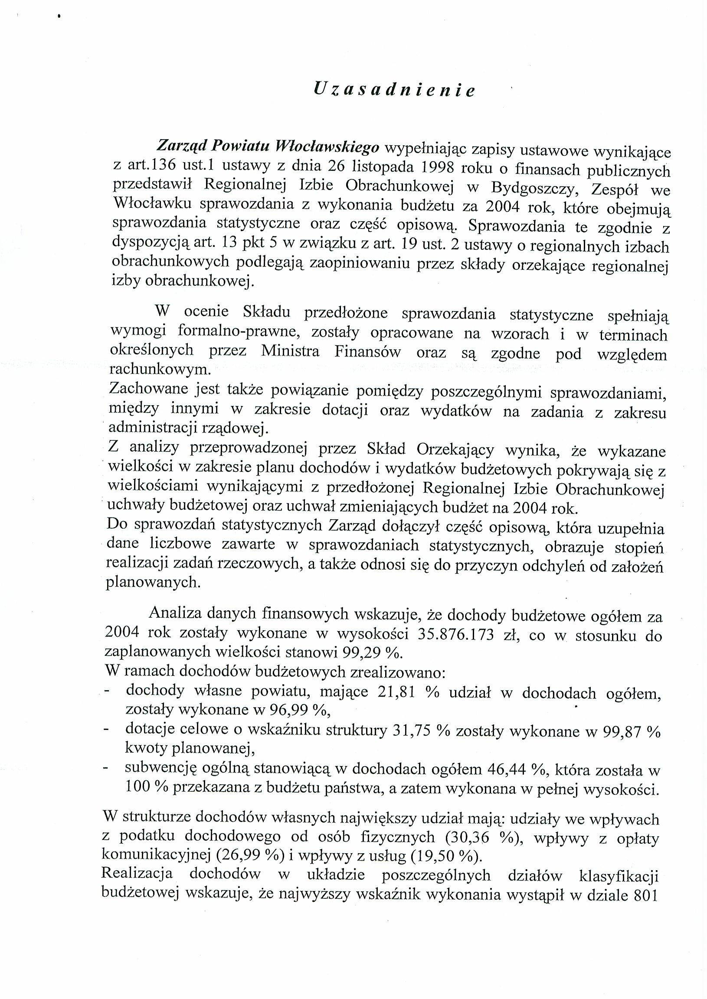 Uzasadnienie
Zarząd Powiatu Włocławskiego wypełniając zapisy ustawowe wynikające
z art.136 ust.1 ustawy z dnia 26 listopada 1998 roku o finansach publicznych
przedstawił Regionalnej Izbie Obrachunkowej w Bydgoszczy, Zespół we
Włocławku sprawozdania z wykonania budżetu za 2004 rok, które obejmują
sprawozdania statystyczne oraz część opisową. Sprawozdania te zgodnie z
dyspozycją art. 13 pkt 5 w związku z art. 19 ust. 2 ustawy o regionalnych izbach
obrachunkowych podlegają zaopiniowaniu przez składy orzekające regionalnej
izby obrachunkowej.
W ocenie Składu przedłożone sprawozdania statystyczne spełniają
wymogi formalno-prawne, zostały opracowane na wzorach i w terminach
określonych przez Ministra Finansów oraz są zgodne pod względem
rachunkowym.
Zachowane jest także powiązanie pomiędzy poszczególnymi sprawozdaniami,
między innymi w zakresie dotacji oraz wydatków na zadania z zakresu
administracji rządowej.
Z analizy przeprowadzonej przez Skład Orzekający wynika, że wykazane
wielkości w zakresie planu dochodów i wydatków budżetowych pokrywają się z
wielkościami wynikającymi z przedłożonej Regionalnej Izbie Obrachunkowej
uchwały budżetowej oraz uchwał zmieniających budżet na 2004 rok.
Do sprawozdań statystycznych Zarząd dołączył część opisową, która uzupełnia
dane liczbowe zawarte w sprawozdaniach statystycznych, obrazuje stopień
realizacji zadań rzeczowych, a także odnosi się do przyczyn odchyleń od założeń
planowanych.
Analiza danych finansowych wskazuje, że dochody budżetowe ogółem za
2004 rok zostały wykonane w wysokości 35.876.173 zł, co w stosunku do
zaplanowanych wielkości stanowi 99,29 %.
W ramach dochodów budżetowych zrealizowano:
- dochody własne powiatu, mające 21,81 % udział w dochodach ogółem,
zostały wykonane w 96,99 %,
- dotacje celowe o wskaźniku struktury 31,75 % zostały wykonane w 99,87 %
kwoty planowanej,
- subwencję ogólną stanowiącą w dochodach ogółem 46,44 %, która została w
100 % przekazana z budżetu państwa, a zatem wykonana w pełnej wysokości.
W strukturze dochodów własnych największy udział mają: udziały we wpływach
z podatku dochodowego od osób fizycznych (30,36 %), wpływy z opłaty
komunikacyjnej (26,99 %) i wpływy z usług (19,50 %).
Realizacja dochodów w układzie poszczególnych działów klasyfikacji
budżetowej wskazuje, że najwyższy wskaźnik wykonania wystąpił w dziale 801